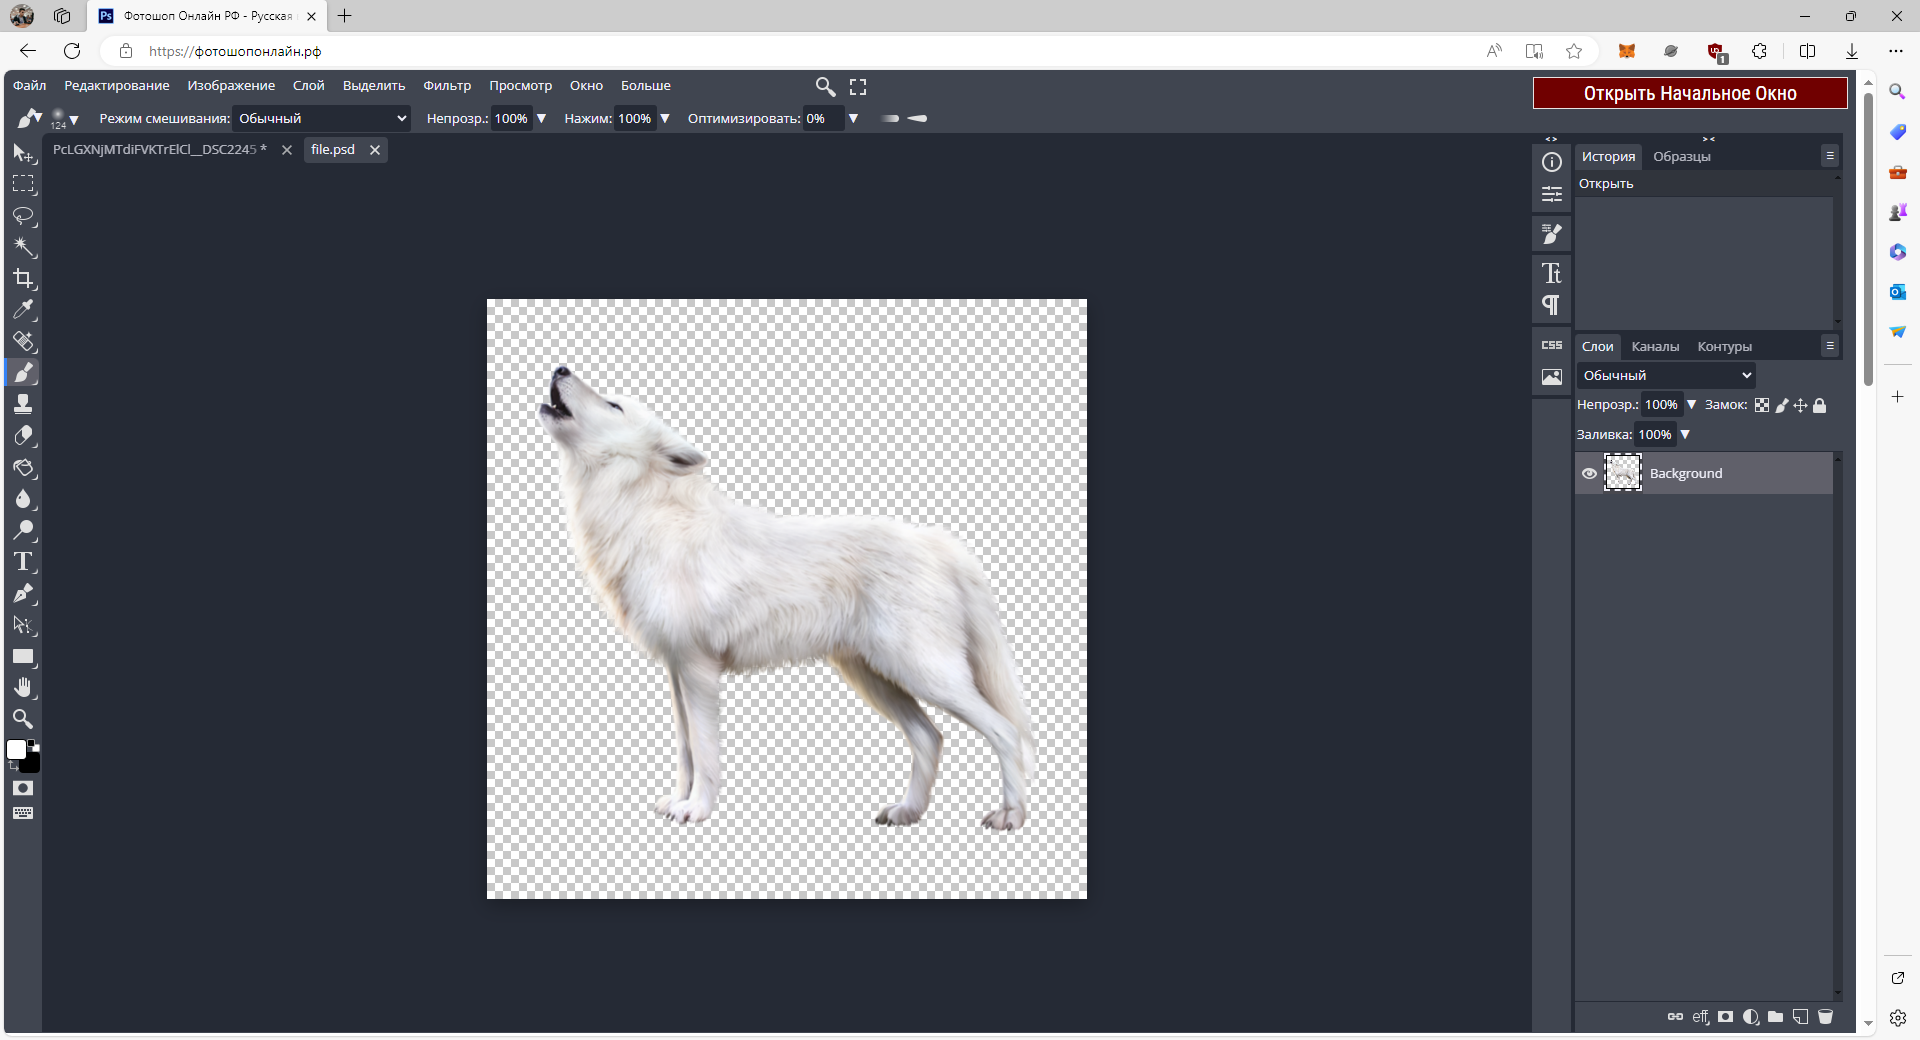 Фотошоп Онлайн РФ - Русская
https://фотошопонлайн.рф
1
Файл Редактирование Изображение Слой Выделить Фильтр Просмотр Окно Больше
Открыть Начальное Окно
124 Режим смешивания: Обычный Непрозр.: 100% Нажим: 100% Оптимизировать: 0%
PcLGXNjMTdiFVKTrElCl__DSC2245 * file.psd
История Образцы
Открыть
CSS
Слои Каналы Контуры
Обычный
Непрозр.: 100% Замок:
Заливка: 100%
Background
eff